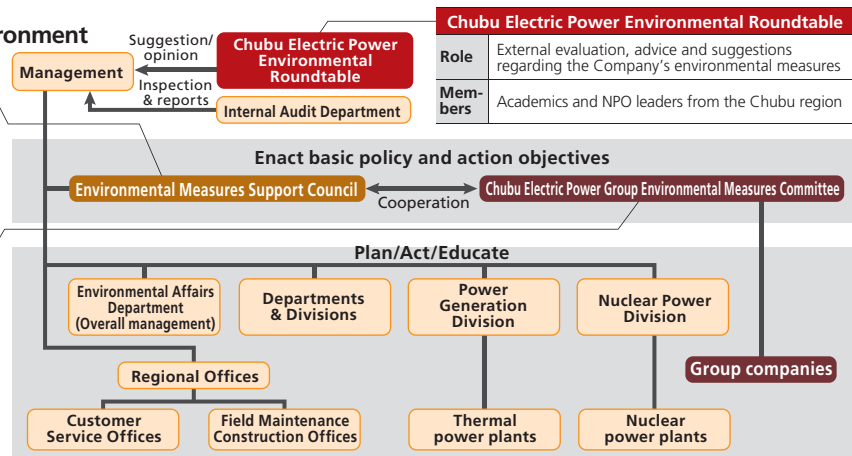 ronment
Management
Suggestion/
opinion
Inspection
& reports
Chubu Electric Power
Environmental
Roundtable
Internal Audit Department
Chubu Electric Power Environmental Roundtable
Role
External evaluation, advice and suggestions
regarding the Company's environmental measures
Mem-
bers
Academics and NPO leaders from the Chubu region
Enact basic policy and action objectives
Environmental Measures Support Council
Cooperation
Chubu Electric Power Group Environmental Measures Committee
Plan/Act/Educate
Environmental Affairs
Department
(Overall management)
Departments
& Divisions
Power
Generation
Division
Nuclear Power
Division
Regional Offices
Group companies
Customer
Service Offices
Field Maintenance
Construction Offices
Thermal
power plants
Nuclear
power plants